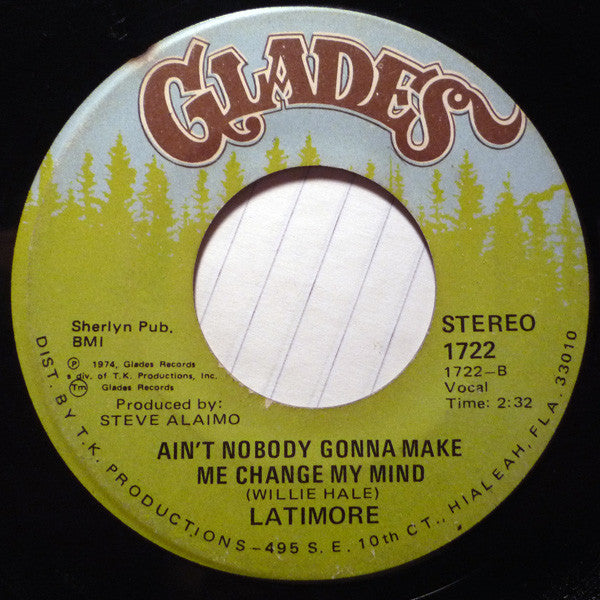 GLADES
Sherlyn Pub.
BMI
℗ 1974, Glades Records
a div. of T.K. Productions, Inc.
Tm Glades Records
Produced by:
STEVE ALAIMO
STEREO
1722
1722-B
Vocal
Time: 2:32
AIN'T NOBODY GONNA MAKE
ME CHANGE MY MIND
(WILLIE HALE)
LATIMORE
DIST. BY T.K. PRODUCTIONS-495 S. E. 10th CT., HIALEAH, FLA. 33010